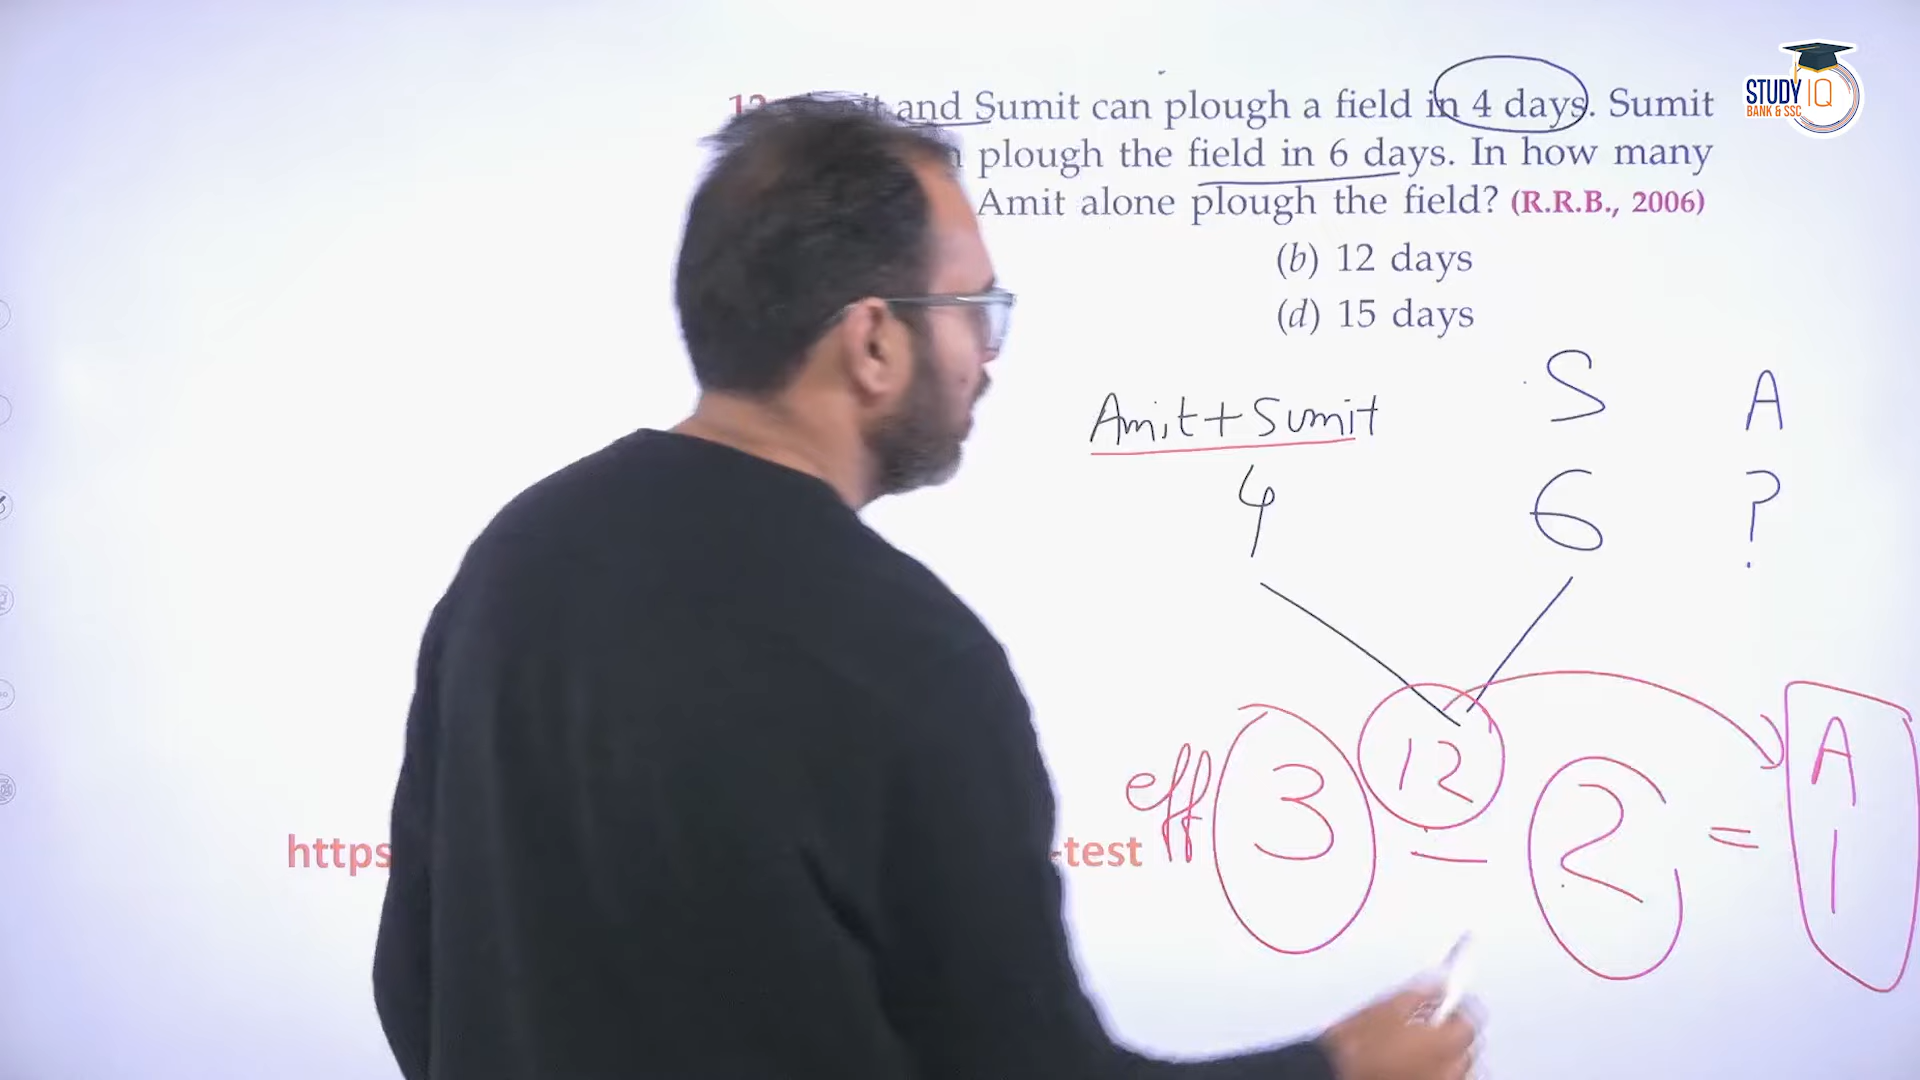 and Sumit can plough a field in 4 days. Sumit
plough the field in 6 days. In how many
Amit alone plough the field? (R.R.B., 2006)
(b) 12 days
(d) 15 days
STUDY IQ
BANK & SSC
Amit + Sumit S A
4 6 ?
12
eff 3 - 2 = A
1
https -test